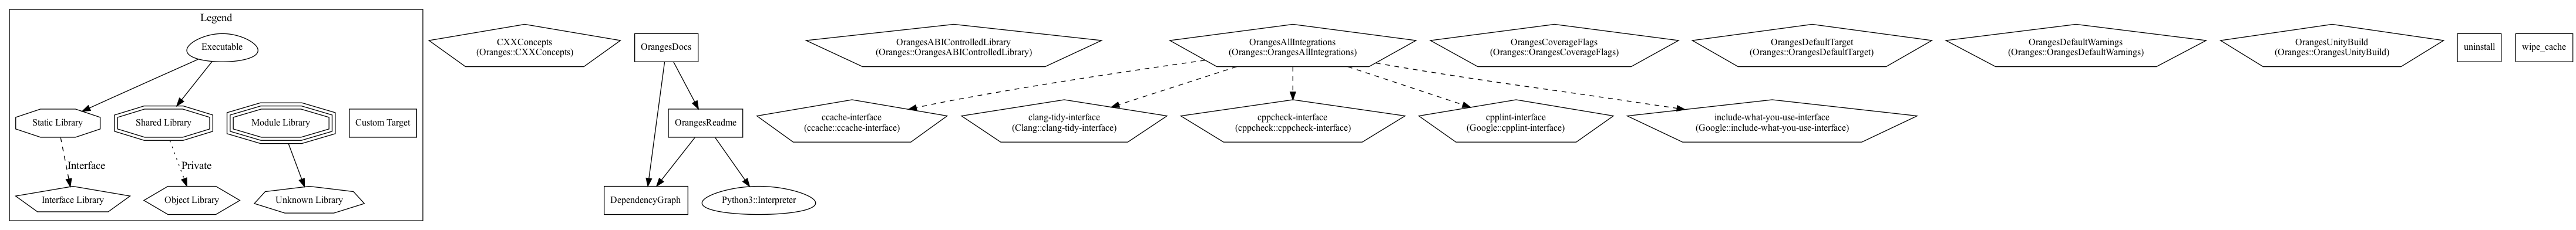 Legend
Executable
Static Library
Shared Library
Module Library
Custom Target
Interface
Private
Interface Library
Object Library
Unknown Library
CXXConcepts
(Oranges::CXXConcepts)
OrangesDocs
OrangesReadme
DependencyGraph
Python3::Interpreter
OrangesABIControlledLibrary
(Oranges::OrangesABIControlledLibrary)
OrangesAllIntegrations
(Oranges::OrangesAllIntegrations)
ccache-interface
(ccache::ccache-interface)
clang-tidy-interface
(Clang::clang-tidy-interface)
cppcheck-interface
(cppcheck::cppcheck-interface)
cpplint-interface
(Google::cpplint-interface)
include-what-you-use-interface
(Google::include-what-you-use-interface)
OrangesCoverageFlags
(Oranges::OrangesCoverageFlags)
OrangesDefaultTarget
(Oranges::OrangesDefaultTarget)
OrangesDefaultWarnings
(Oranges::OrangesDefaultWarnings)
OrangesUnityBuild
(Oranges::OrangesUnityBuild)
uninstall
wipe_cache